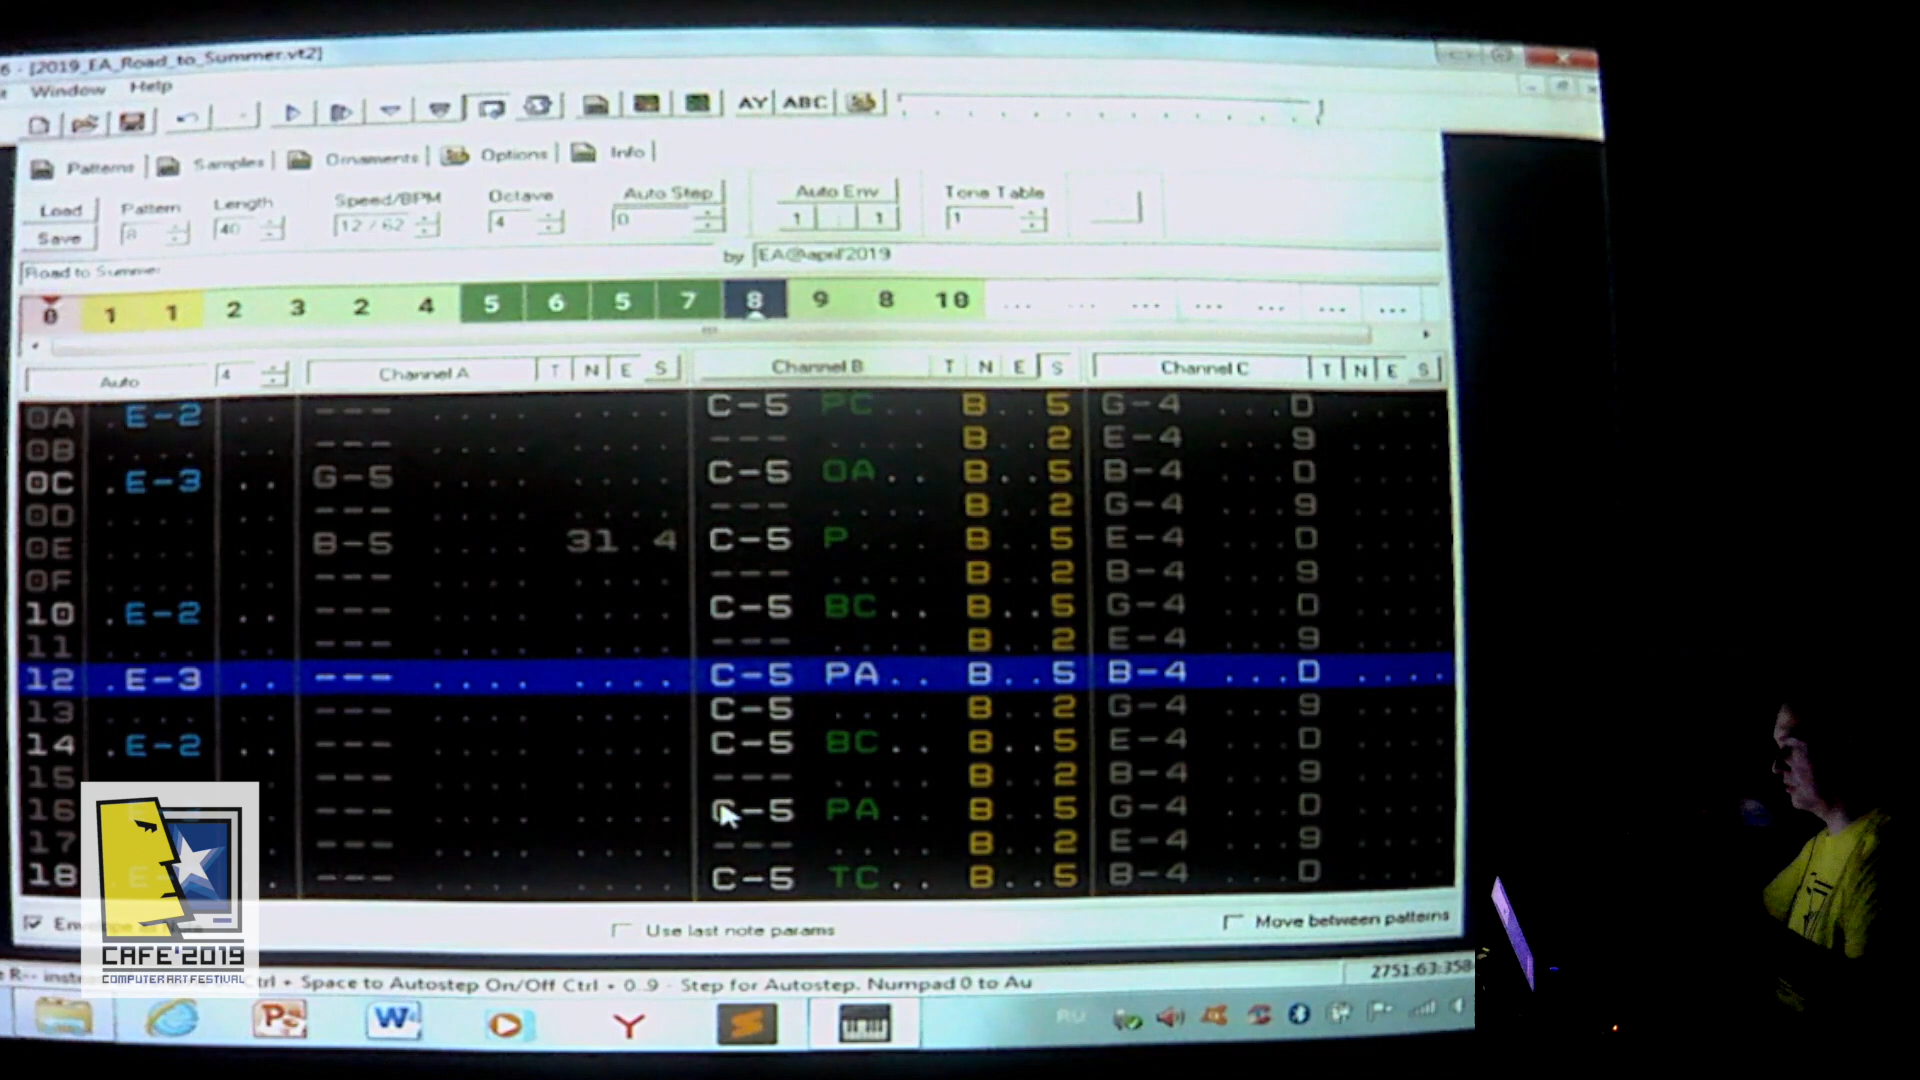 6 - [2019_EA_Road_to_Summer.vt2]
Window Help
AY ABC
Patterns Samples Ornaments Options Info
Load Pattern Length Speed/BPM Octave Auto Step Auto Env Tone Table
Save 8 40 12 / 62 4 0 1 . 1 1
Road to Summer by EA@april'2019
0 1 1 2 3 2 4 5 6 5 7 8 9 8 10 ... ... ... ... ... ... ...
Auto 4 Channel A T N E S Channel B T N E S Channel C T N E S
0A .E-2 .. --- .... .... C-5 PC.. B..5 G-4 ...D ....
0B .... .. --- .... .... --- .... B..2 E-4 ...9 ....
0C .E-3 .. G-5 .... .... C-5 OA.. B..5 B-4 ...D ....
0D .... .. --- .... .... --- .... B..2 G-4 ...9 ....
0E .... .. B-5 .... 31.4 C-5 P... B..5 E-4 ...D ....
0F .... .. --- .... .... --- .... B..2 B-4 ...9 ....
10 .E-2 .. --- .... .... C-5 BC.. B..5 G-4 ...D ....
11 .... .. --- .... .... --- .... B..2 E-4 ...9 ....
12 .E-3 .. --- .... .... C-5 PA.. B..5 B-4 ...D ....
13 .... .. --- .... .... C-5 .... B..2 G-4 ...9 ....
14 .E-2 .. --- .... .... C-5 BC.. B..5 E-4 ...D ....
15 --- .... .... --- .... B..2 B-4 ...9 ....
16 --- .... .... -5 PA.. B..5 G-4 ...D ....
17 --- .... .... --- .... B..2 E-4 ...9 ....
18 --- .... .... C-5 TC.. B..5 B-4 ...D ....
Use last note params Move between patterns
Ctrl + Space to Autostep On/Off Ctrl + 0..9 - Step for Autostep. Numpad 0 to Au 2751:63:358
RU
CAFE'2019
COMPUTER ART FESTIVAL